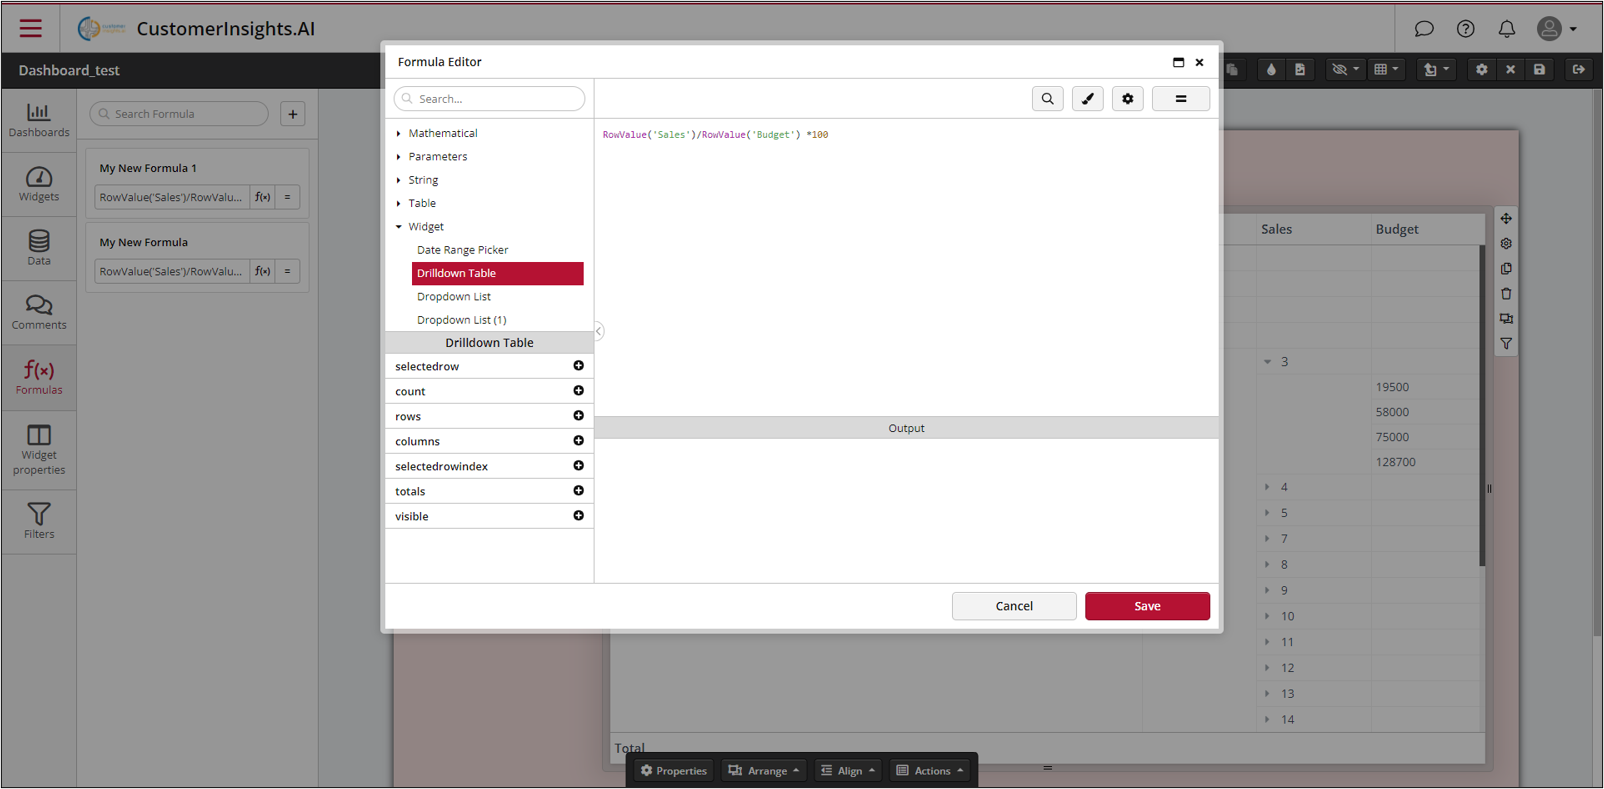 CustomerInsights.AI
Dashboard_test
Dashboards
Widgets
Data
Comments
f(x)
Formulas
Widget
properties
Filters
Search Formula
+
My New Formula 1
RowValue('Sales')/RowValu...
f(x)
=
My New Formula
RowValue('Sales')/RowValu...
f(x)
=
Formula Editor
Search...
Mathematical
Parameters
String
Table
Widget
Date Range Picker
Drilldown Table
Dropdown List
Dropdown List (1)
Drilldown Table
selectedrow
count
rows
columns
selectedrowindex
totals
visible
RowValue('Sales')/RowValue('Budget') *100
Output
Cancel
Save
Sales
Budget
3
19500
58000
75000
128700
4
5
7
8
9
10
11
12
13
14
Total
Properties
Arrange
Align
Actions